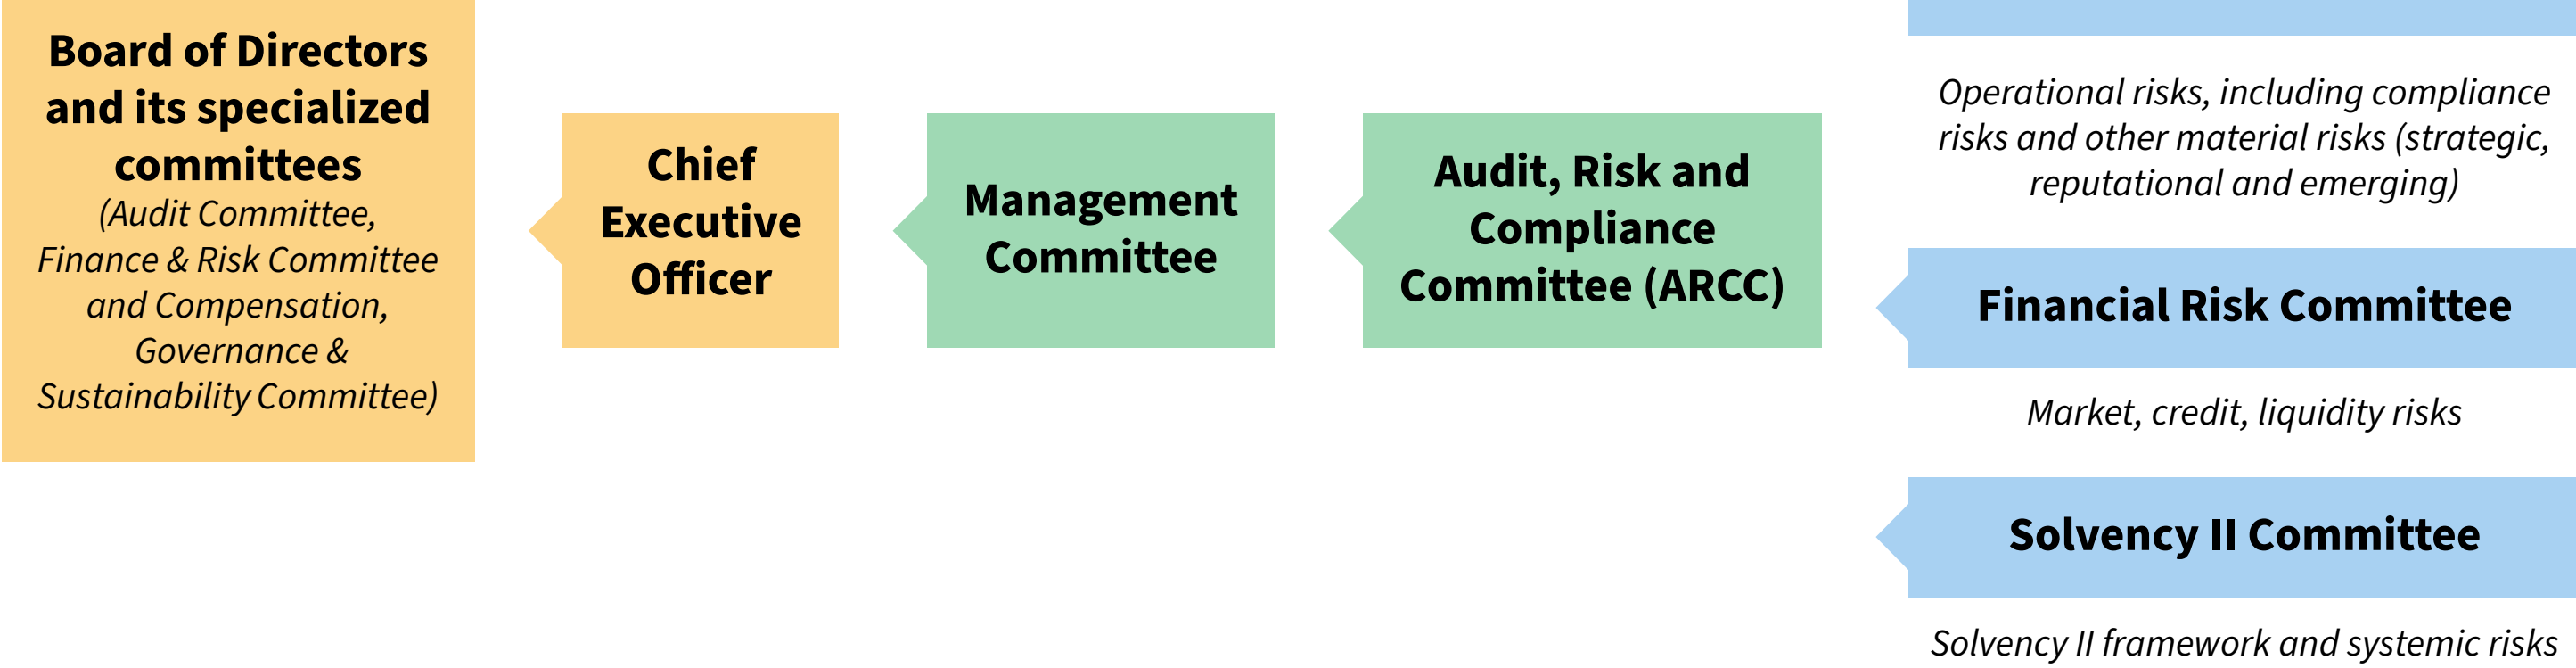 Board of Directors
and its specialized
committees
(Audit Committee,
Finance & Risk Committee
and Compensation,
Governance &
Sustainability Committee)
Chief
Executive
Officer
Management
Committee
Audit, Risk and
Compliance
Committee (ARCC)
Operational risks, including compliance
risks and other material risks (strategic,
reputational and emerging)
Financial Risk Committee
Market, credit, liquidity risks
Solvency II Committee
Solvency II framework and systemic risks